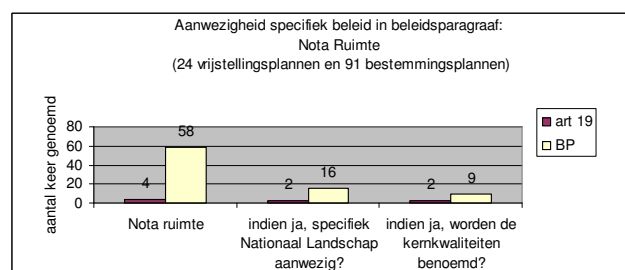 Aanwezigheid specifiek beleid in beleidsparagraaf:
Nota Ruimte
(24 vrijstellingsplannen en 91 bestemmingsplannen)
aantal keer genoemd
80
60
40
20
0
4
58
2
16
2
9
Nota ruimte
indien ja, specifiek
Nationaal Landschap
aanwezig?
indien ja, worden de
kernkwaliteiten
benoemd?
art 19
BP